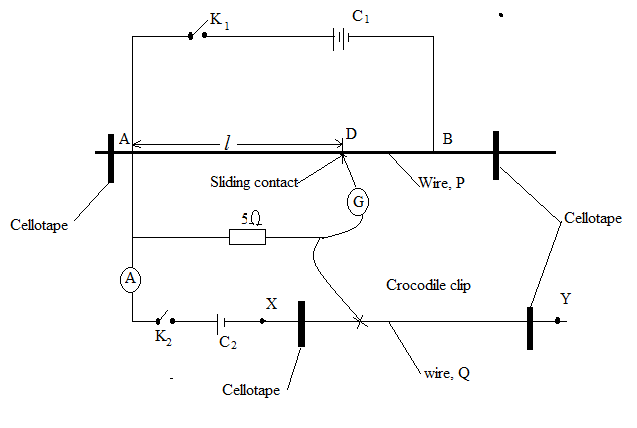 K1
C1
A
l
D
B
Sliding contact
Wire, P
Cellotape
G
5Ω
Cellotape
A
Crocodile clip
X
Y
K2
C2
wire, Q
Cellotape